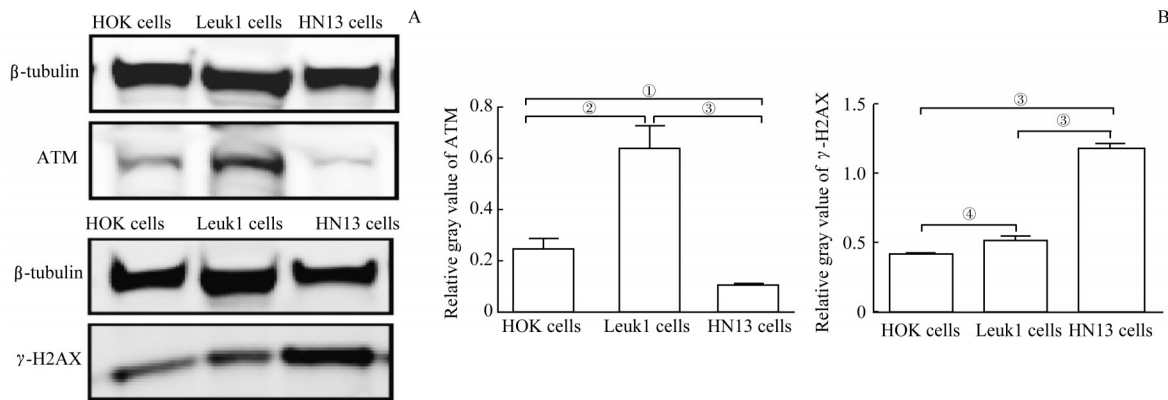 A
HOK cells Leuk1 cells HN13 cells
β-tubulin
ATM
HOK cells Leuk1 cells HN13 cells
β-tubulin
γ-H2AX
B
Relative gray value of ATM
0.8
0.6
0.4
0.2
0
①
② ③
HOK cells Leuk1 cells HN13 cells
Relative gray value of γ-H2AX
1.5
1.0
0.5
0
③
③
④
HOK cells Leuk1 cells HN13 cells